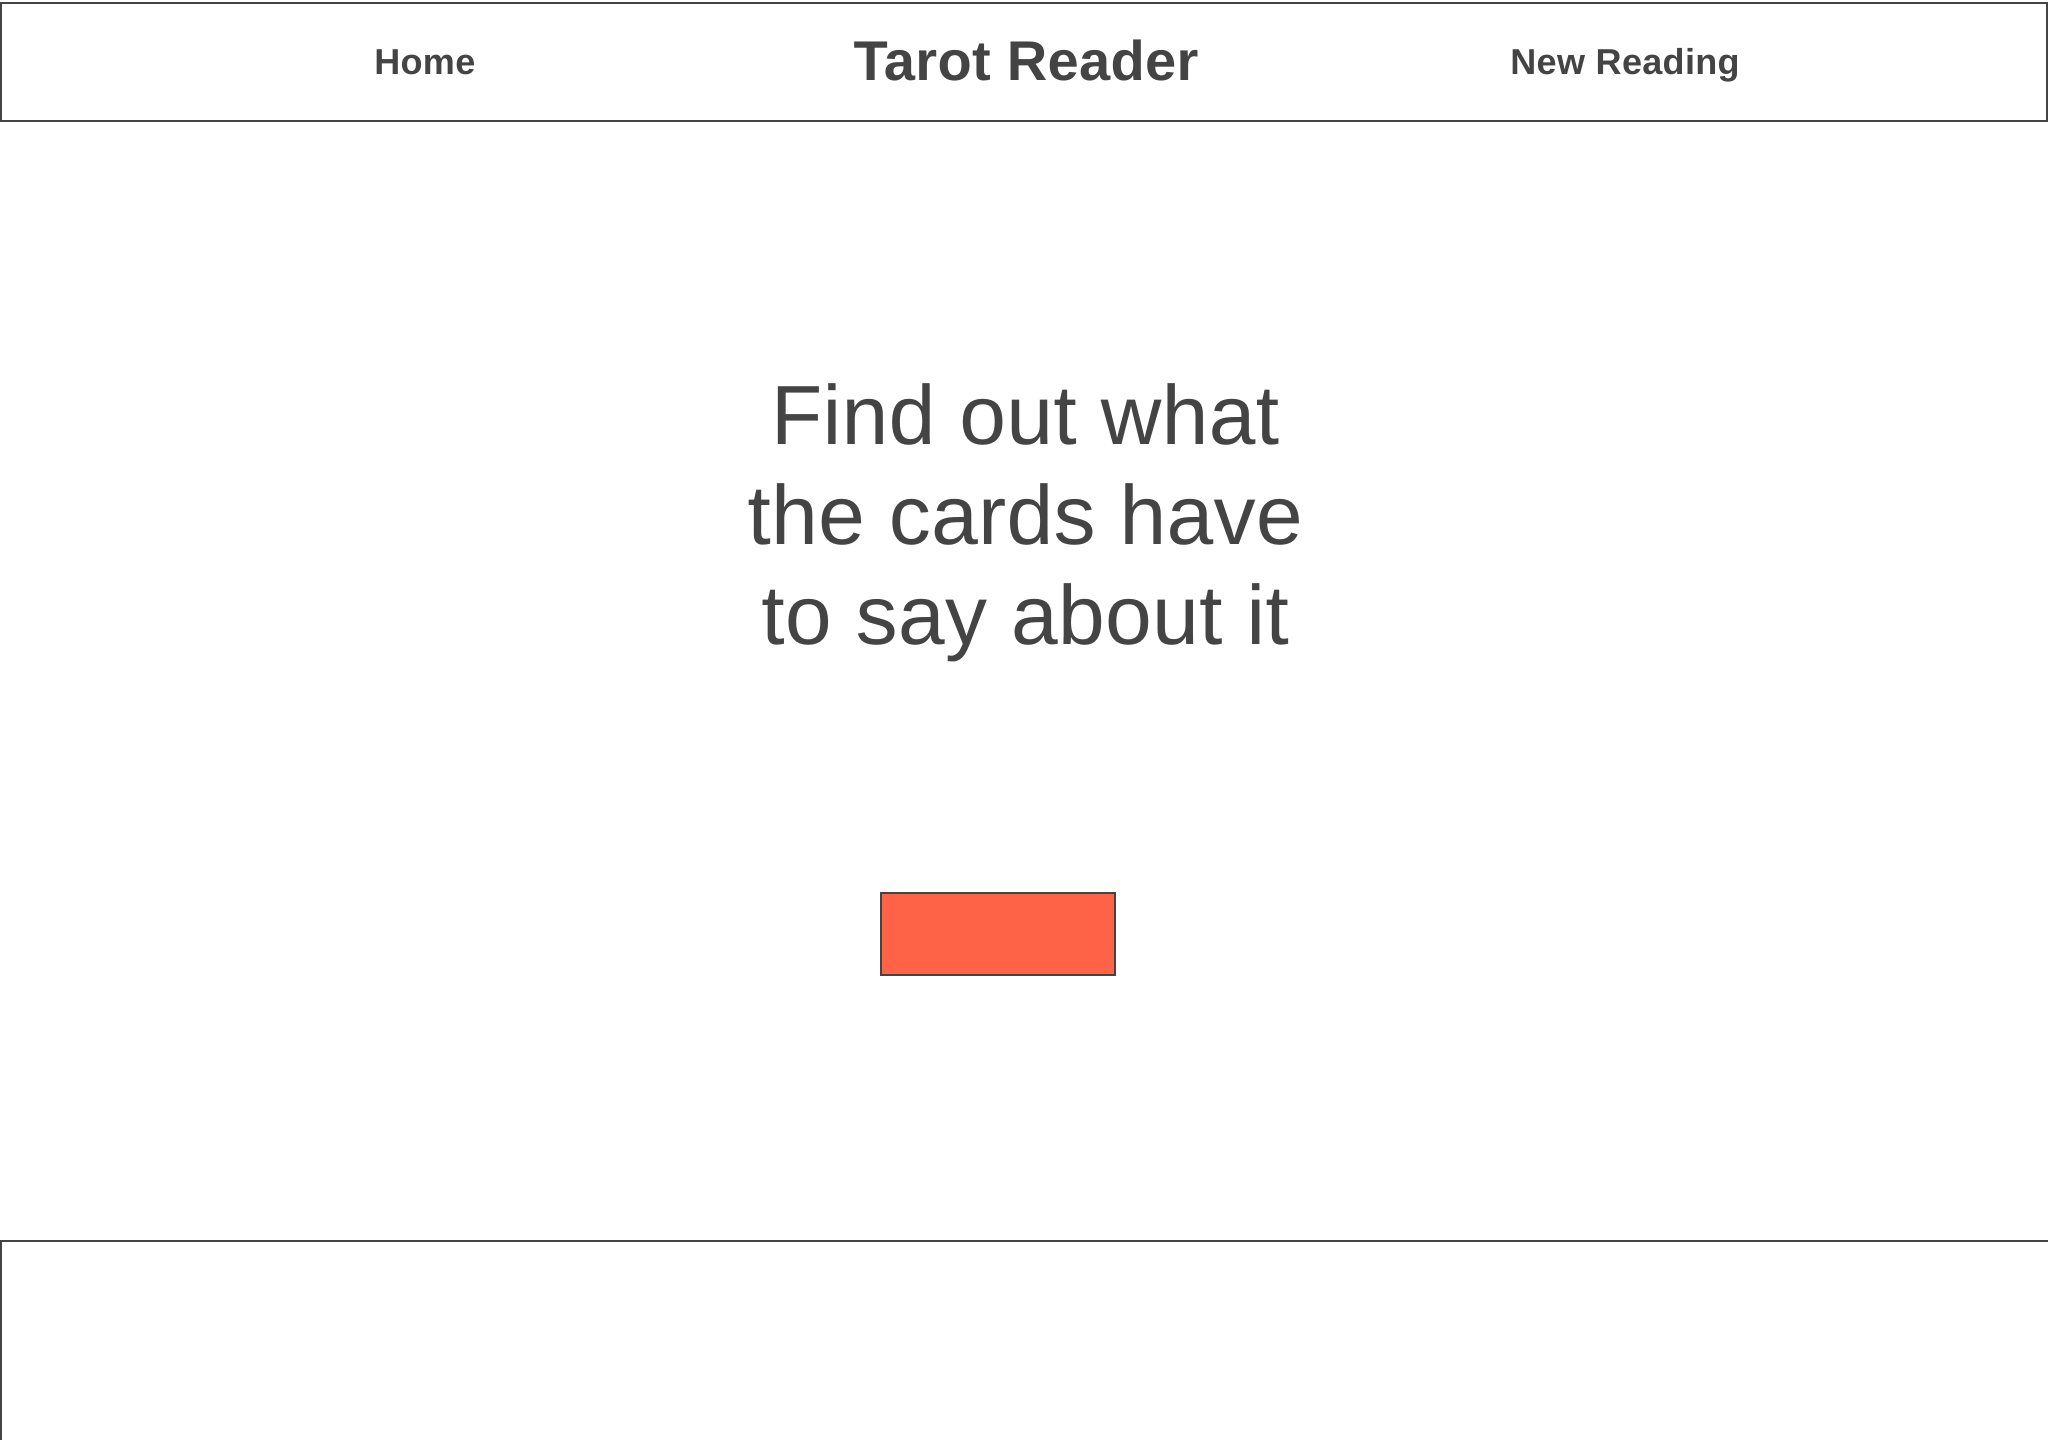 Home
Tarot Reader
New Reading
Find out what
the cards have
to say about it